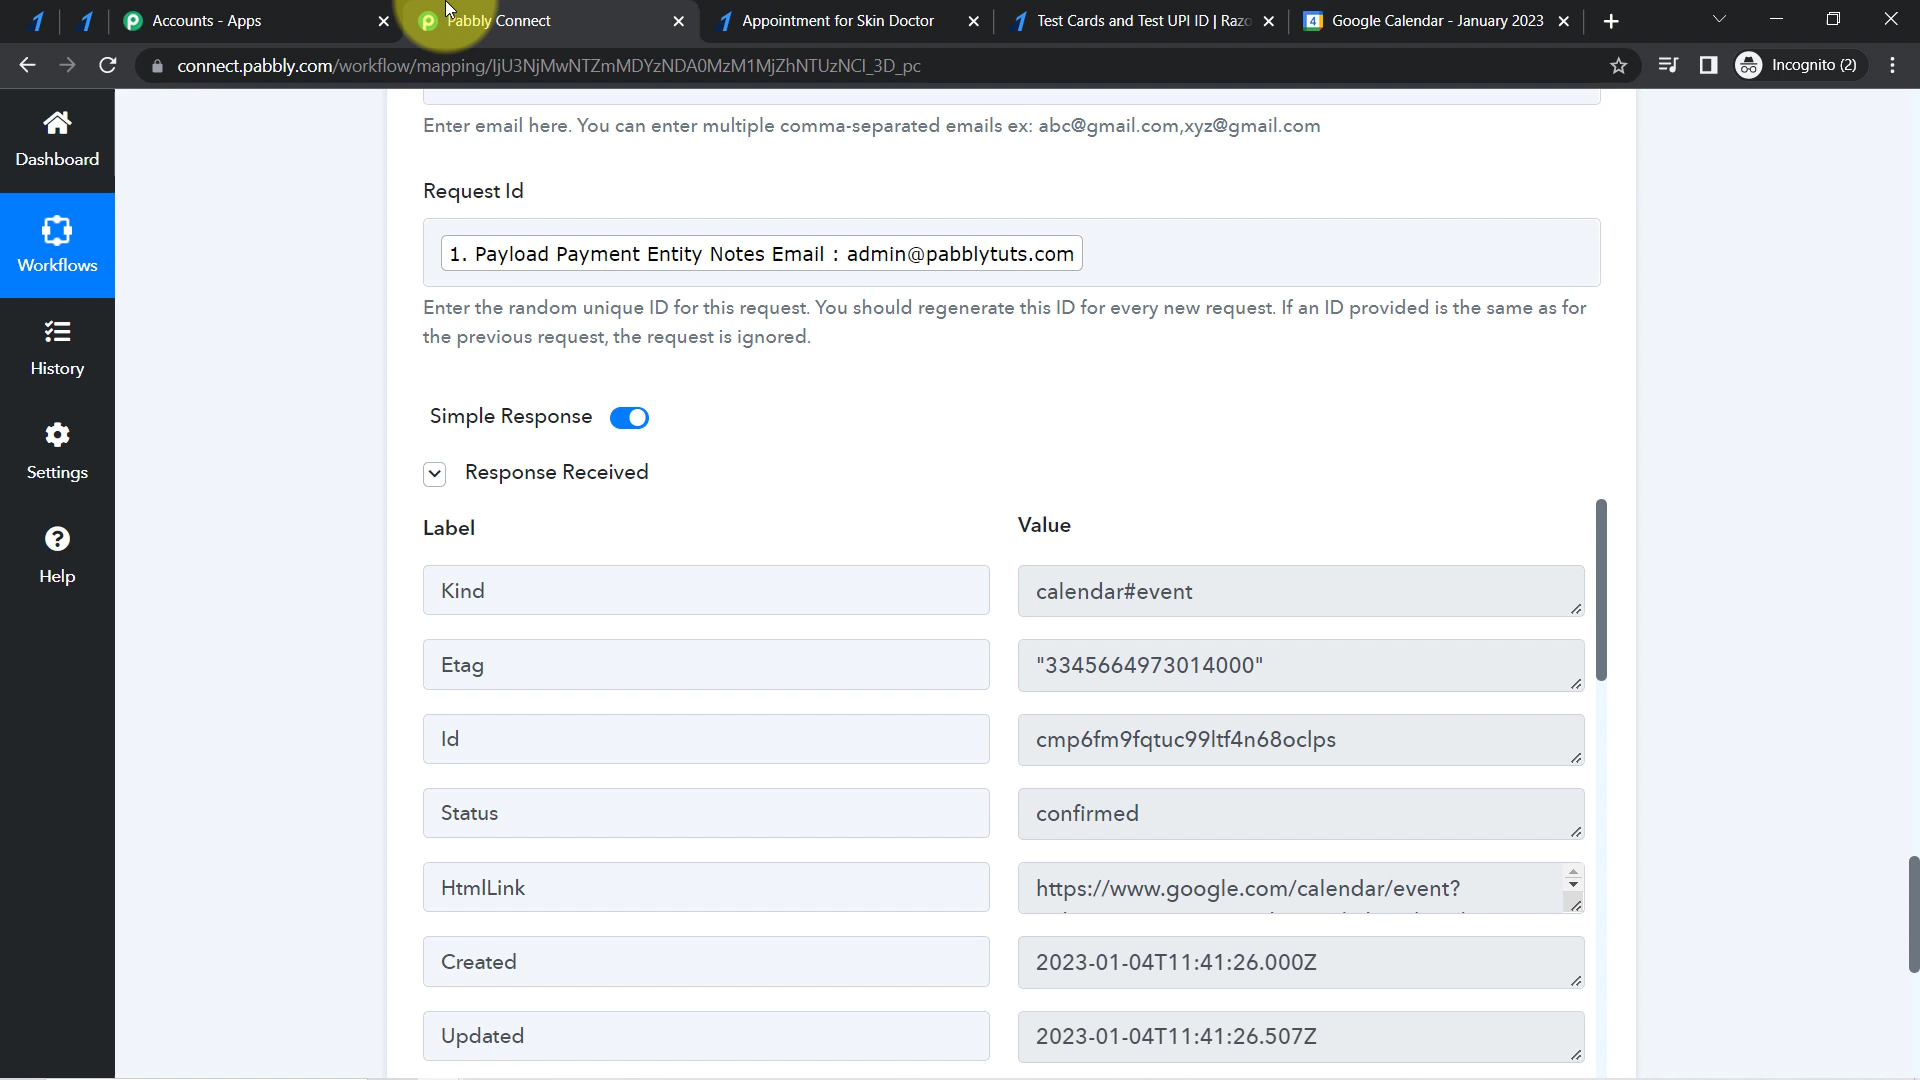 Accounts - Apps
Pabbly Connect
Appointment for Skin Doctor
Test Cards and Test UPI ID | Razo
4
Google Calendar - January 2023
connect.pabbly.com/workflow/mapping/IjU3NjMwNTZmMDYzNDA0MzM1MjZhNTUzNCI_3D_pc
Incognito (2)
Dashboard
Workflows
History
Settings
Help
Enter email here. You can enter multiple comma-separated emails ex: abc@gmail.com,xyz@gmail.com
Request Id
1. Payload Payment Entity Notes Email : admin@pabblytuts.com
Enter the random unique ID for this request. You should regenerate this ID for every new request. If an ID provided is the same as for
the previous request, the request is ignored.
Simple Response
Response Received
Label
Value
Kind
calendar#event
Etag
"3345664973014000"
Id
cmp6fm9fqtuc99ltf4n68oclps
Status
confirmed
HtmlLink
https://www.google.com/calendar/event?
Created
2023-01-04T11:41:26.000Z
Updated
2023-01-04T11:41:26.507Z